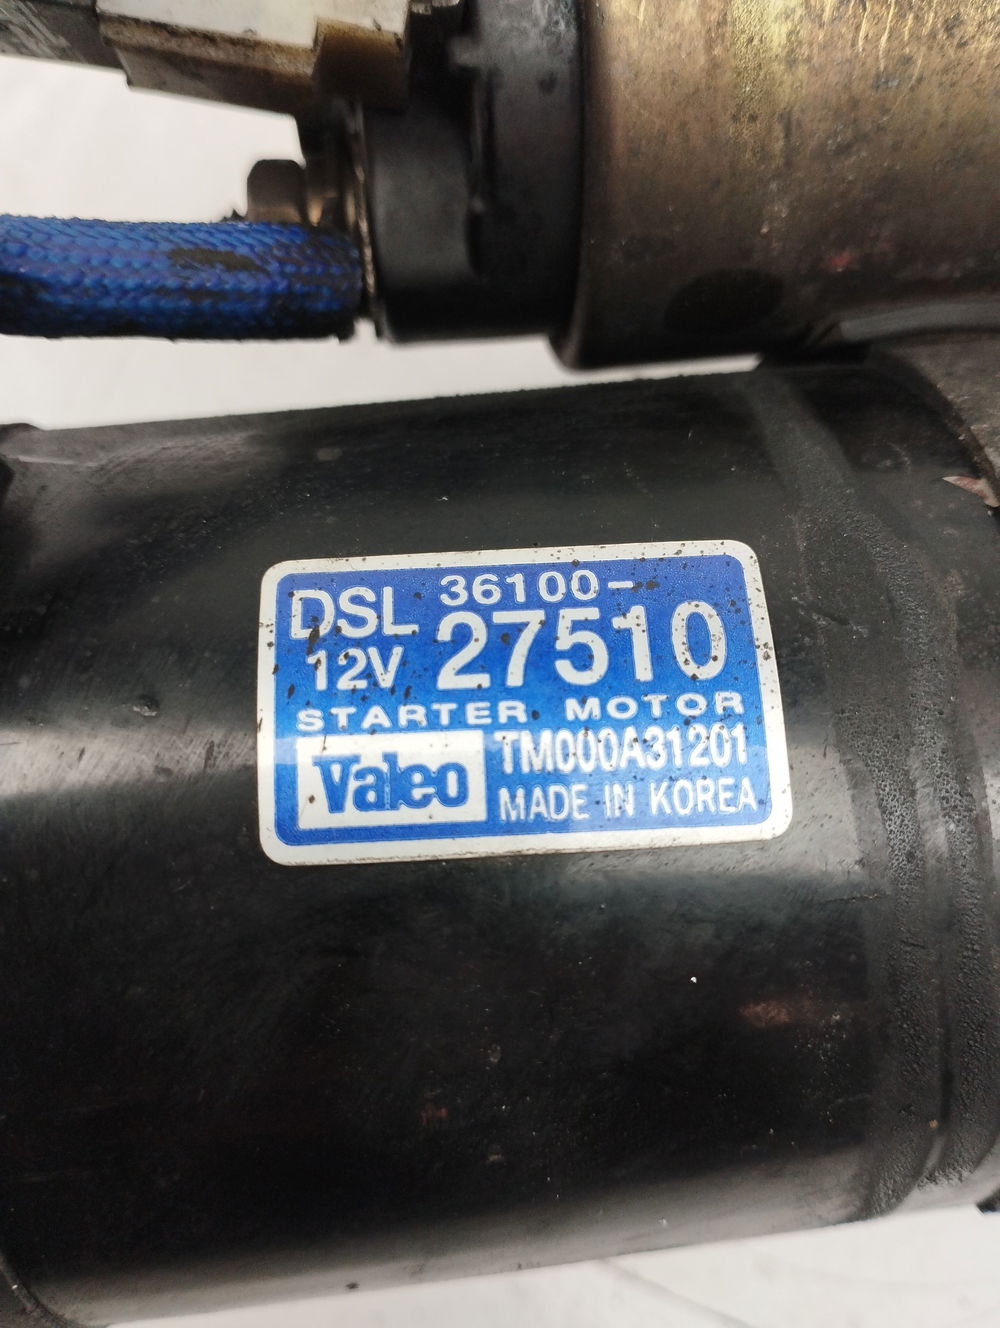 DSL 36100-
12V 27510
STARTER MOTOR
Valeo TM000A31201
MADE IN KOREA